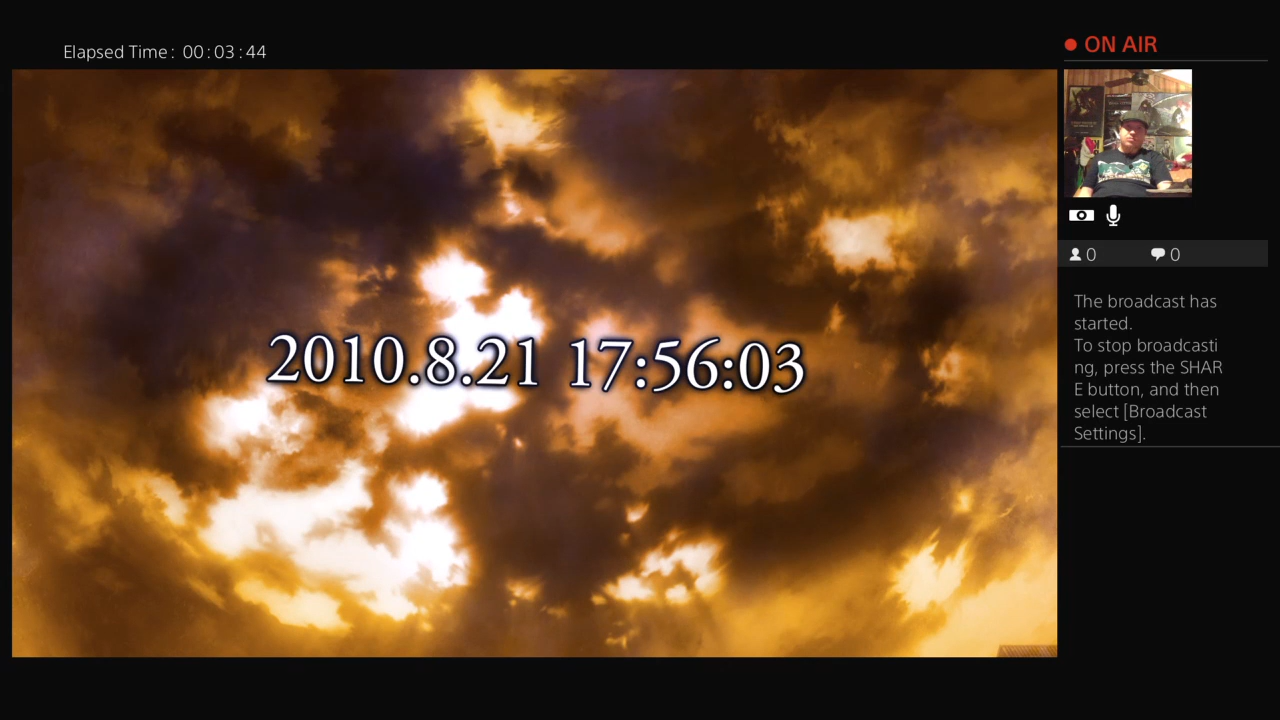 Elapsed Time: 00:03:44
ON AIR
2010.8.21 17:56:03
0
0
The broadcast has
started.
To stop broadcasti
ng, press the SHAR
E button, and then
select [Broadcast
Settings].